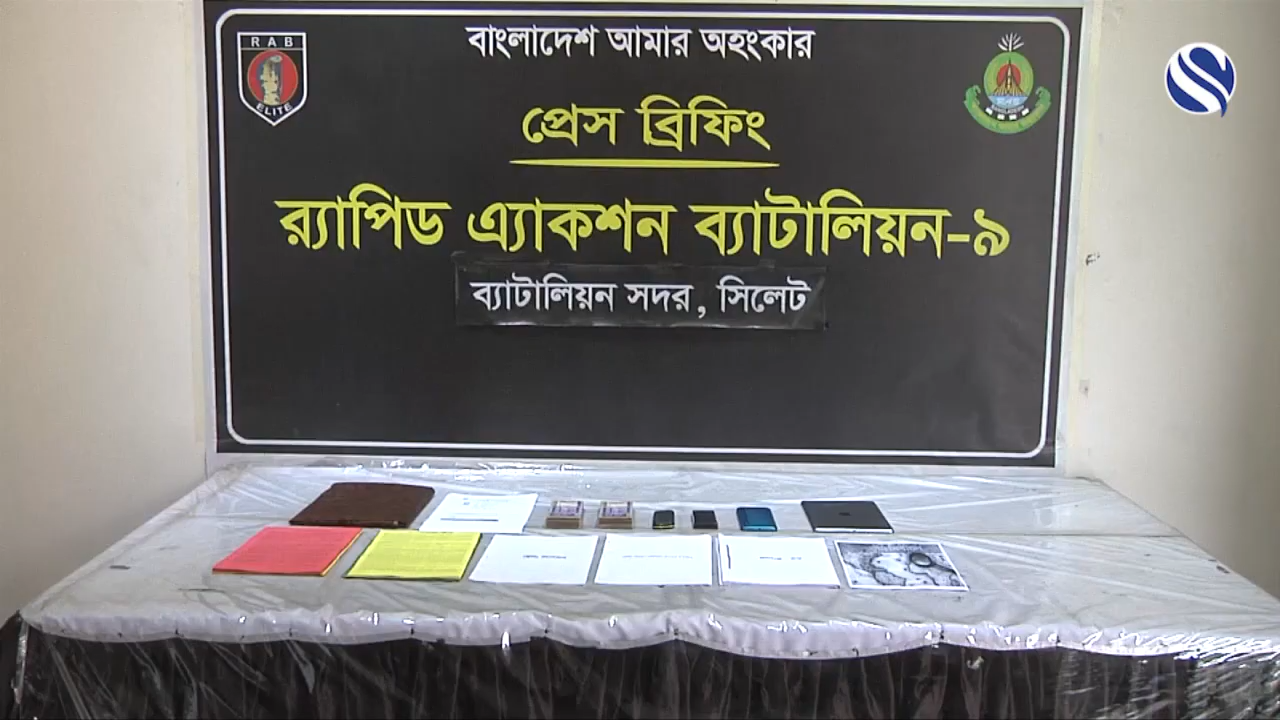 বাংলাদেশ আমার অহংকার
RAB
ELITE
প্রেস ব্রিফিং
র‍্যাপিড এ্যাকশন ব্যাটালিয়ন-৯
ব্যাটালিয়ন সদর, সিলেট